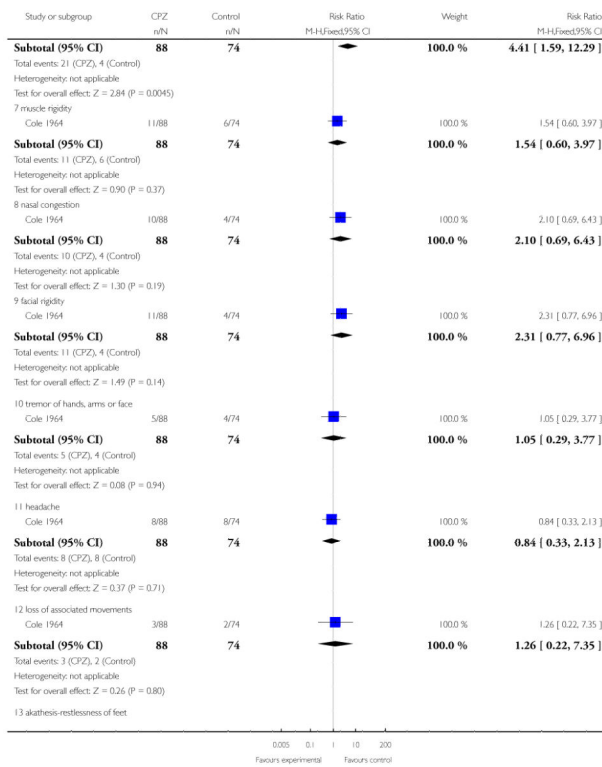 Study or subgroup CPZ Control Risk Ratio Weight Risk Ratio
n/N n/N M-H,Fixed,95% CI M-H,Fixed,95% CI
Subtotal (95% CI) 88 74 100.0 % 4.41 [ 1.59, 12.29 ]
Total events: 21 (CPZ), 4 (Control)
Heterogeneity: not applicable
Test for overall effect: Z = 2.84 (P = 0.0045)
7 muscle rigidity
Cole 1964 11/88 6/74 100.0 % 1.54 [ 0.60, 3.97 ]
Subtotal (95% CI) 88 74 100.0 % 1.54 [ 0.60, 3.97 ]
Total events: 11 (CPZ), 6 (Control)
Heterogeneity: not applicable
Test for overall effect: Z = 0.90 (P = 0.37)
8 nasal congestion
Cole 1964 10/88 4/74 100.0 % 2.10 [ 0.69, 6.43 ]
Subtotal (95% CI) 88 74 100.0 % 2.10 [ 0.69, 6.43 ]
Total events: 10 (CPZ), 4 (Control)
Heterogeneity: not applicable
Test for overall effect: Z = 1.30 (P = 0.19)
9 facial rigidity
Cole 1964 11/88 4/74 100.0 % 2.31 [ 0.77, 6.96 ]
Subtotal (95% CI) 88 74 100.0 % 2.31 [ 0.77, 6.96 ]
Total events: 11 (CPZ), 4 (Control)
Heterogeneity: not applicable
Test for overall effect: Z = 1.49 (P = 0.14)
10 tremor of hands, arms or face
Cole 1964 5/88 4/74 100.0 % 1.05 [ 0.29, 3.77 ]
Subtotal (95% CI) 88 74 100.0 % 1.05 [ 0.29, 3.77 ]
Total events: 5 (CPZ), 4 (Control)
Heterogeneity: not applicable
Test for overall effect: Z = 0.08 (P = 0.94)
11 headache
Cole 1964 8/88 8/74 100.0 % 0.84 [ 0.33, 2.13 ]
Subtotal (95% CI) 88 74 100.0 % 0.84 [ 0.33, 2.13 ]
Total events: 8 (CPZ), 8 (Control)
Heterogeneity: not applicable
Test for overall effect: Z = 0.37 (P = 0.71)
12 loss of associated movements
Cole 1964 3/88 2/74 100.0 % 1.26 [ 0.22, 7.35 ]
Subtotal (95% CI) 88 74 100.0 % 1.26 [ 0.22, 7.35 ]
Total events: 3 (CPZ), 2 (Control)
Heterogeneity: not applicable
Test for overall effect: Z = 0.26 (P = 0.80)
13 akathesis-restlessness of feet
0.005 0.1 1 10 200
Favours experimental Favours control